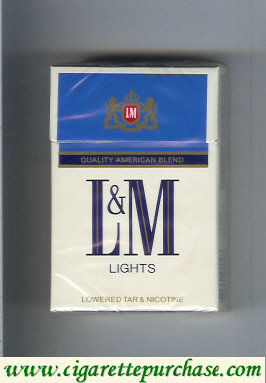 LM
QUALITY AMERICAN BLEND
L&M
LIGHTS
LOWERED TAR & NICOTINE
www.cigarettepurchase.com